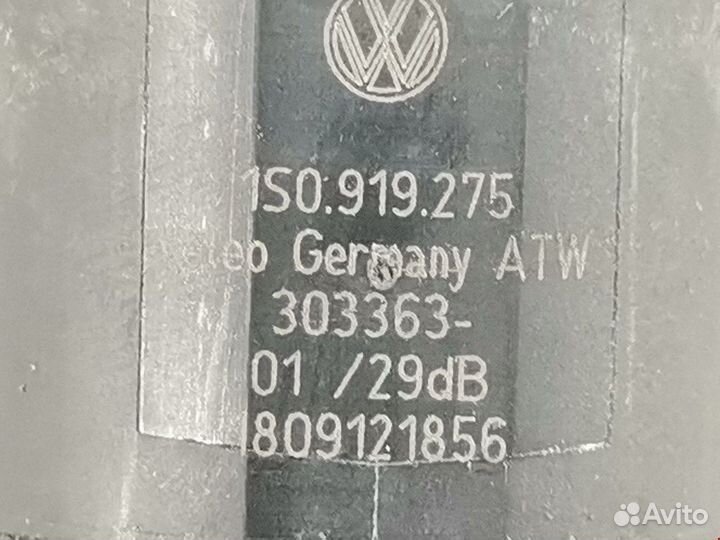 1S0.919.275
Germany ATW
303363-
01 /29dB
1809121856
Avito